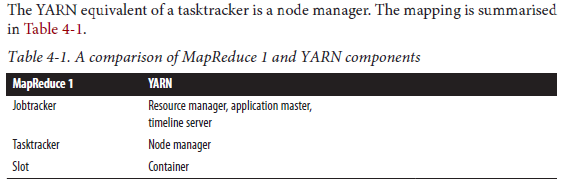 The YARN equivalent of a tasktracker is a node manager. The mapping is summarised
in Table 4-1.
Table 4-1. A comparison of MapReduce 1 and YARN components
MapReduce 1 YARN
Jobtracker Resource manager, application master,
timeline server
Tasktracker Node manager
Slot Container